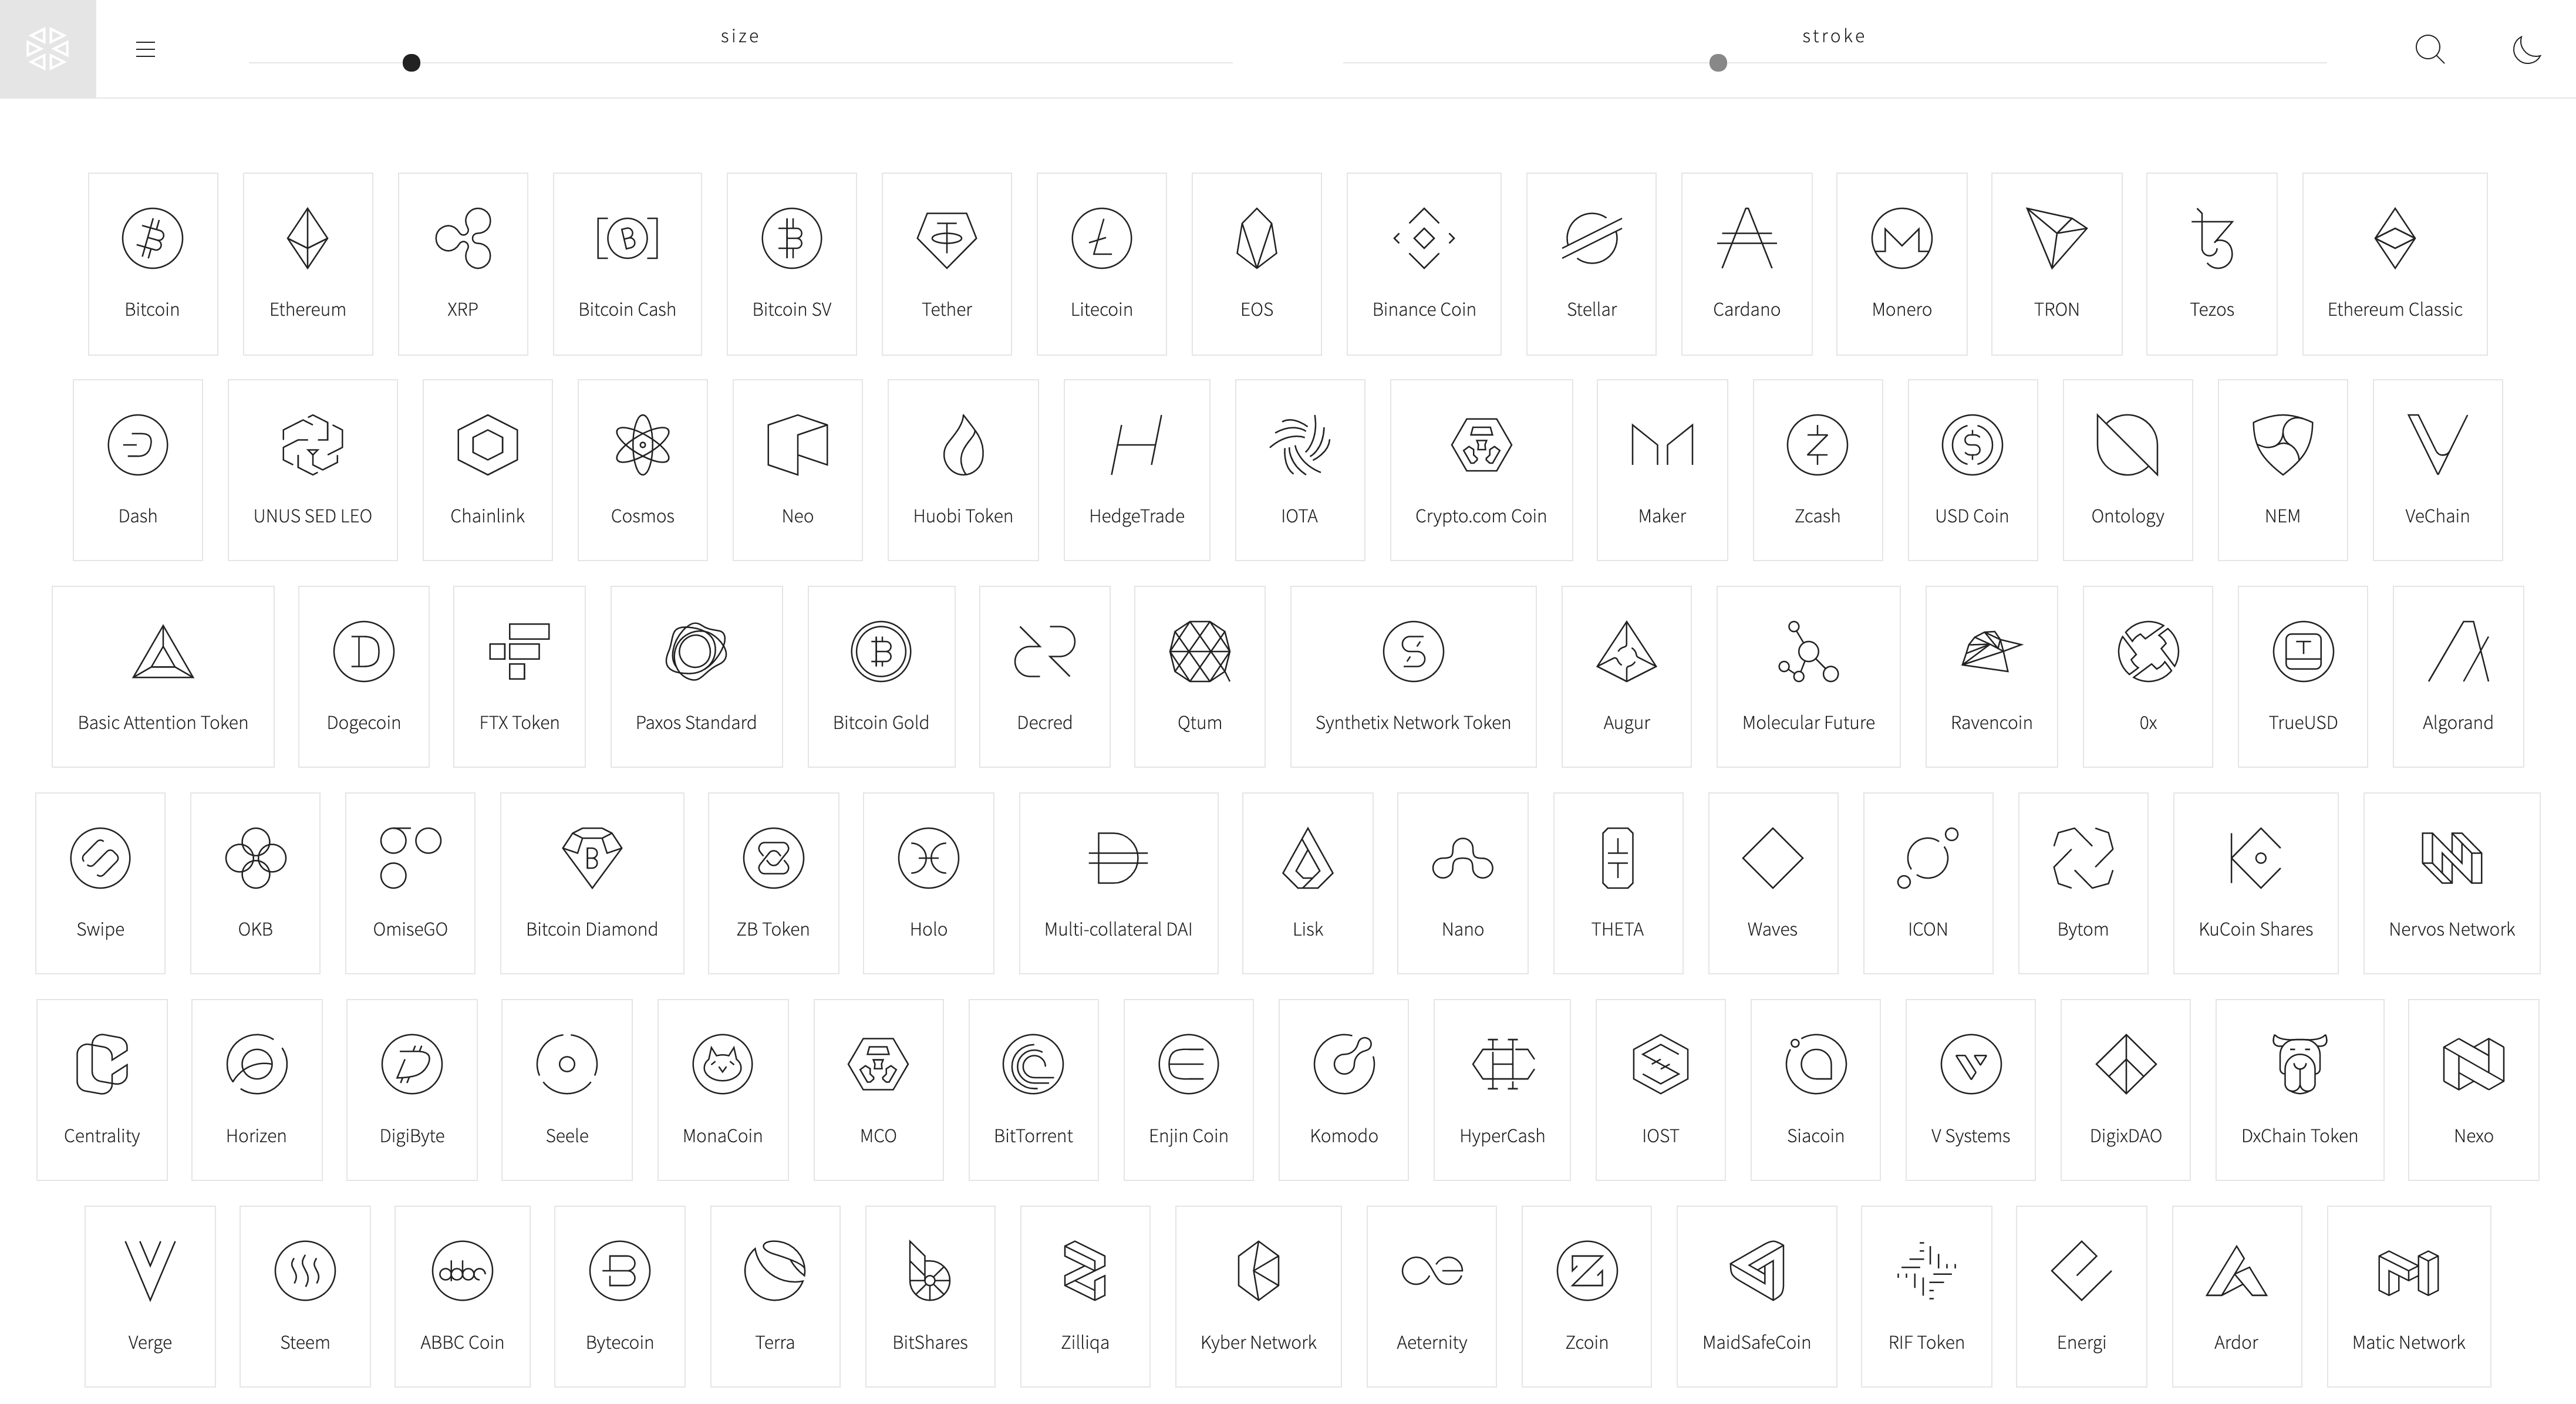 size stroke
Bitcoin Ethereum XRP Bitcoin Cash Bitcoin SV Tether Litecoin EOS Binance Coin Stellar Cardano Monero TRON Tezos Ethereum Classic
Dash UNUS SED LEO Chainlink Cosmos Neo Huobi Token HedgeTrade IOTA Crypto.com Coin Maker Zcash USD Coin Ontology NEM VeChain
Basic Attention Token Dogecoin FTX Token Paxos Standard Bitcoin Gold Decred Qtum Synthetix Network Token Augur Molecular Future Ravencoin 0x TrueUSD Algorand
Swipe OKB OmiseGO Bitcoin Diamond ZB Token Holo Multi-collateral DAI Lisk Nano THETA Waves ICON Bytom KuCoin Shares Nervos Network
Centrality Horizen DigiByte Seele MonaCoin MCO BitTorrent Enjin Coin Komodo HyperCash IOST Siacoin V Systems DigixDAO DxChain Token Nexo
abbc
Verge Steem ABBC Coin Bytecoin Terra BitShares Zilliqa Kyber Network Aeternity Zcoin MaidSafeCoin RIF Token Energi Ardor Matic Network